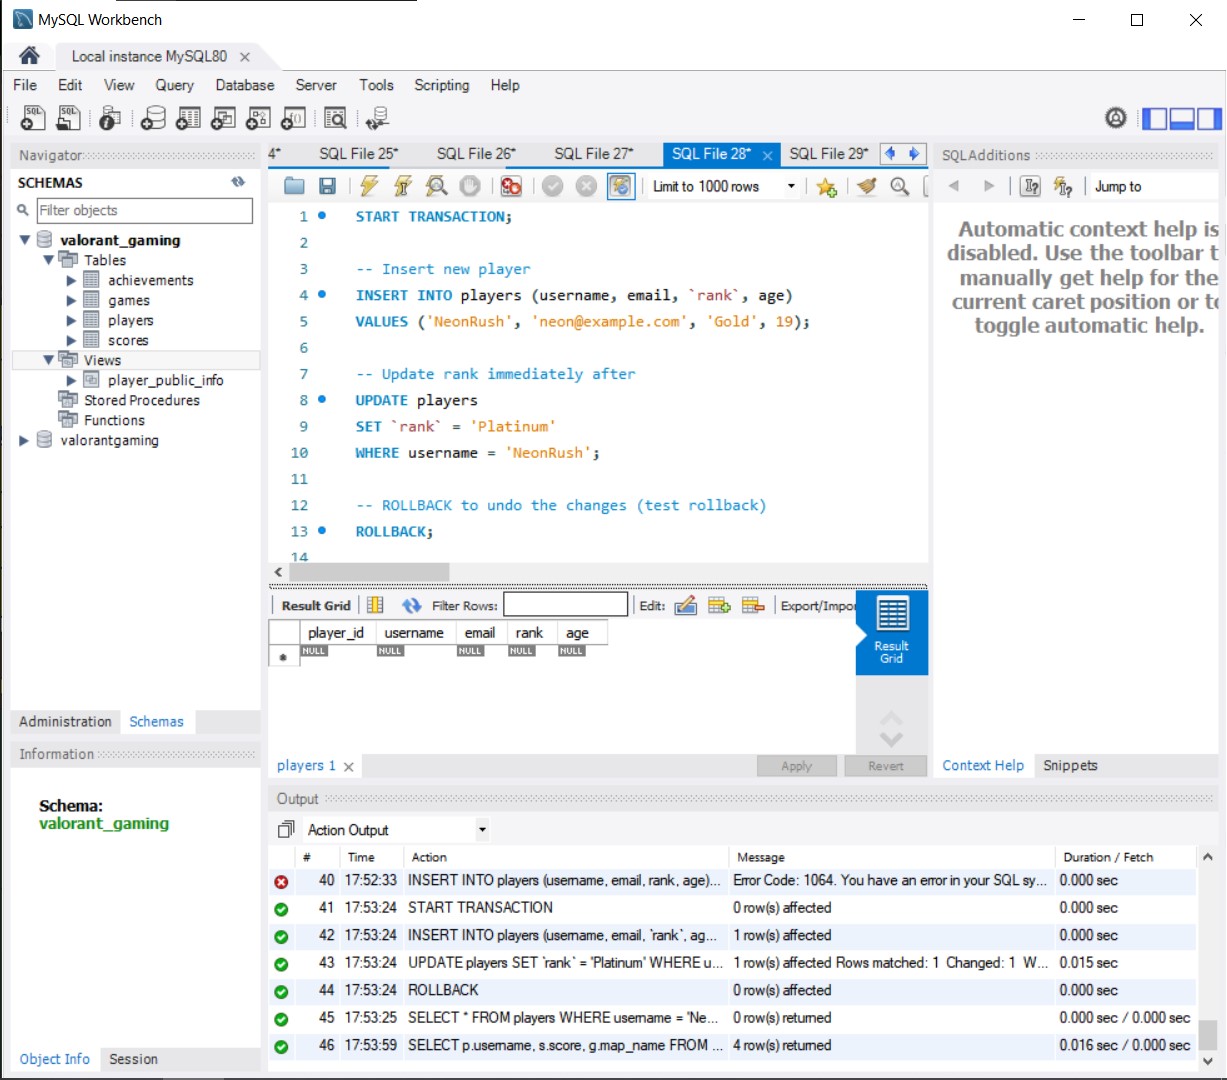 MySQL Workbench
Local instance MySQL80
File Edit View Query Database Server Tools Scripting Help
Navigator
SCHEMAS
Filter objects
valorant_gaming
Tables
achievements
games
players
scores
Views
player_public_info
Stored Procedures
Functions
valorantgaming
Administration Schemas
Information
Schema:
valorant_gaming
Object Info Session
4* SQL File 25* SQL File 26* SQL File 27* SQL File 28* SQL File 29*
Limit to 1000 rows
1 START TRANSACTION;
2
3 -- Insert new player
4 INSERT INTO players (username, email, `rank`, age)
5 VALUES ('NeonRush', 'neon@example.com', 'Gold', 19);
6
7 -- Update rank immediately after
8 UPDATE players
9 SET `rank` = 'Platinum'
10 WHERE username = 'NeonRush';
11
12 -- ROLLBACK to undo the changes (test rollback)
13 ROLLBACK;
14
Result Grid Filter Rows: Edit: Export/Impor
player_id username email rank age
NULL NULL NULL NULL NULL
Result
Grid
players 1 Apply Revert
SQLAdditions
Jump to
Automatic context help is
disabled. Use the toolbar t
manually get help for the
current caret position or to
toggle automatic help.
Context Help Snippets
Output
Action Output
# Time Action Message Duration / Fetch
40 17:52:33 INSERT INTO players (username, email, rank, age)... Error Code: 1064. You have an error in your SQL sy... 0.000 sec
41 17:53:24 START TRANSACTION 0 row(s) affected 0.000 sec
42 17:53:24 INSERT INTO players (username, email, `rank`, ag... 1 row(s) affected 0.000 sec
43 17:53:24 UPDATE players SET `rank` = 'Platinum' WHERE u... 1 row(s) affected Rows matched: 1 Changed: 1 W... 0.015 sec
44 17:53:24 ROLLBACK 0 row(s) affected 0.000 sec
45 17:53:25 SELECT * FROM players WHERE username = 'Ne... 0 row(s) returned 0.000 sec / 0.000 sec
46 17:53:59 SELECT p.username, s.score, g.map_name FROM ... 4 row(s) returned 0.016 sec / 0.000 sec